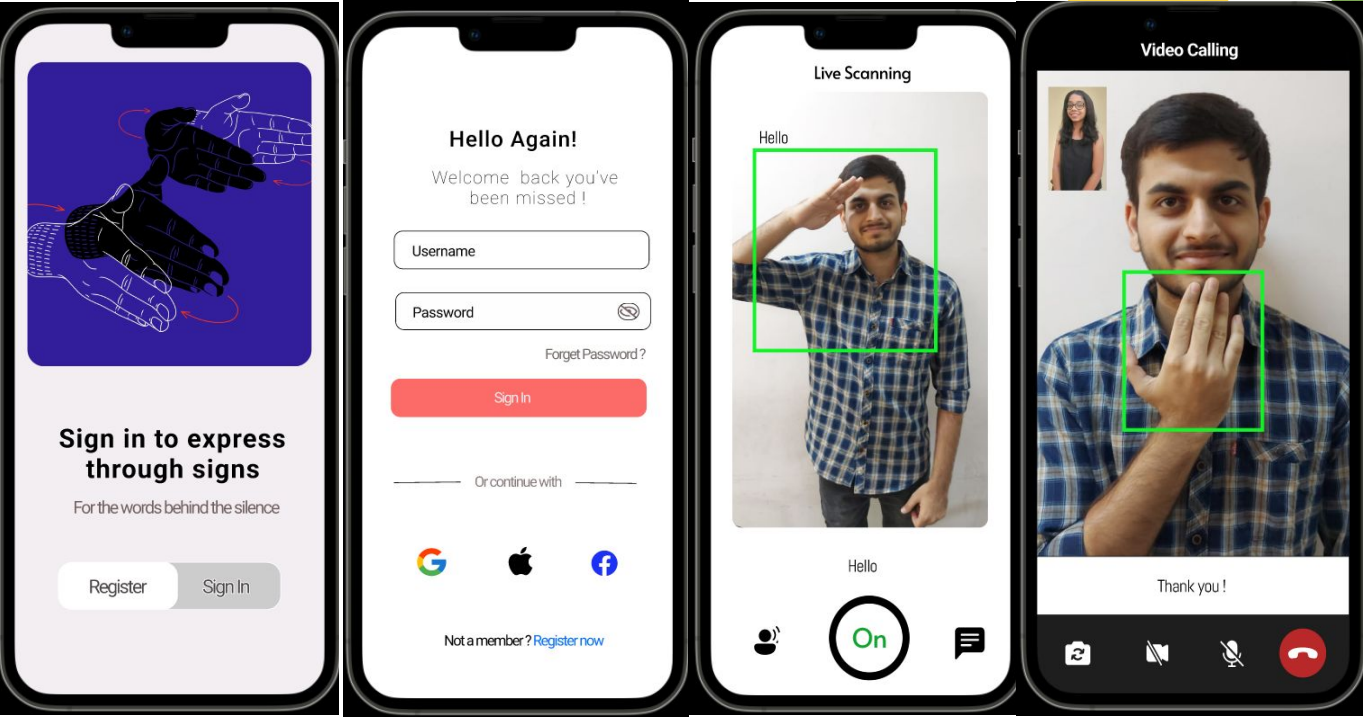 Sign in to express
through signs
For the words behind the silence
Register
Sign In
Hello Again!
Welcome back you've
been missed !
Username
Password
Forget Password ?
Sign In
Or continue with
Not a member ? Register now
Live Scanning
Hello
Hello
On
Video Calling
Thank you !